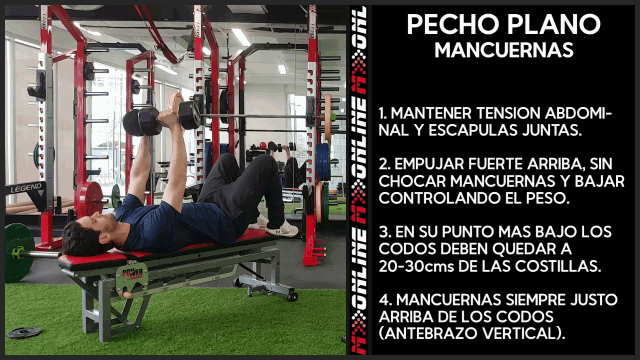 PECHO PLANO
MANCUERNAS
1. MANTENER TENSION ABDOMI-
NAL Y ESCAPULAS JUNTAS.
2. EMPUJAR FUERTE ARRIBA, SIN
CHOCAR MANCUERNAS Y BAJAR
CONTROLANDO EL PESO.
3. EN SU PUNTO MAS BAJO LOS
CODOS DEBEN QUEDAR A
20-30cms DE LAS COSTILLAS.
4. MANCUERNAS SIEMPRE JUSTO
ARRIBA DE LOS CODOS
(ANTEBRAZO VERTICAL).
LEGEND
POWER
ONLINE
ONLINE
ONLINE